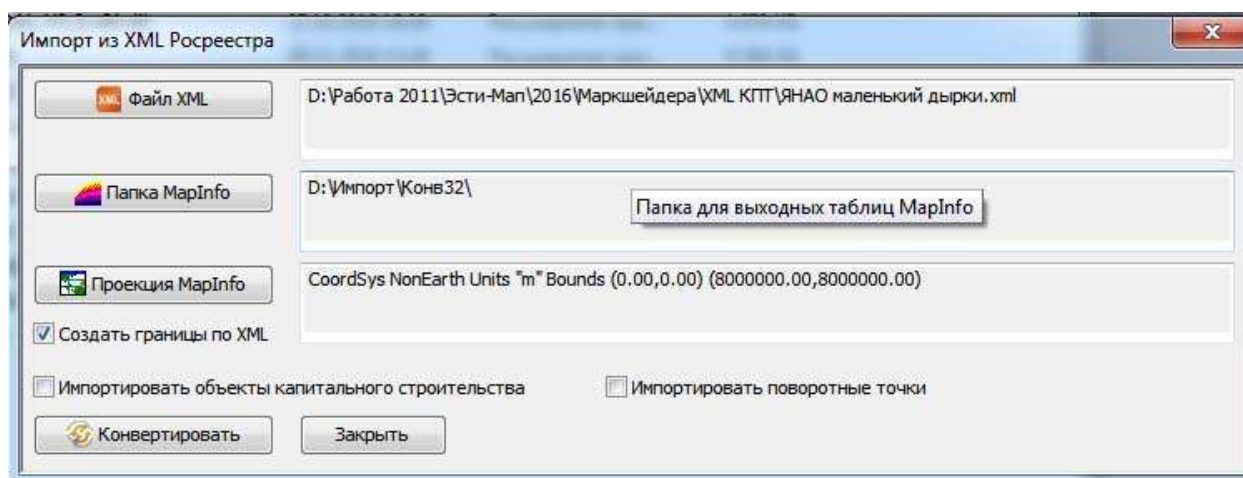 Импорт из XML Росреестра
XML Файл XML
D:\Работа 2011\Эсти-Мап\2016\Маркшейдера\XML КПТ\ЯНАО маленький дырки.xml
Папка MapInfo
D:\Импорт\Конв32\
Папка для выходных таблиц MapInfo
Проекция MapInfo
CoordSys NonEarth Units "m" Bounds (0.00,0.00) (8000000.00,8000000.00)
Создать границы по XML
Импортировать объекты капитального строительства
Импортировать поворотные точки
Конвертировать
Закрыть